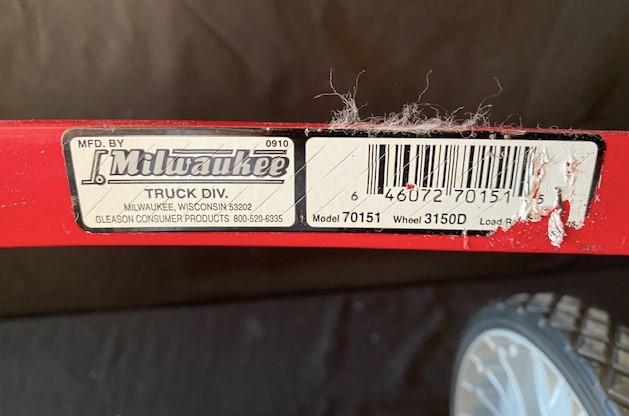 MFD. BY 0910
Milwaukee
TRUCK DIV.
MILWAUKEE, WISCONSIN 53202
GLEASON CONSUMER PRODUCTS 800-520-6335
6 46072 70151 5
Model 70151 Wheel 3150D Load